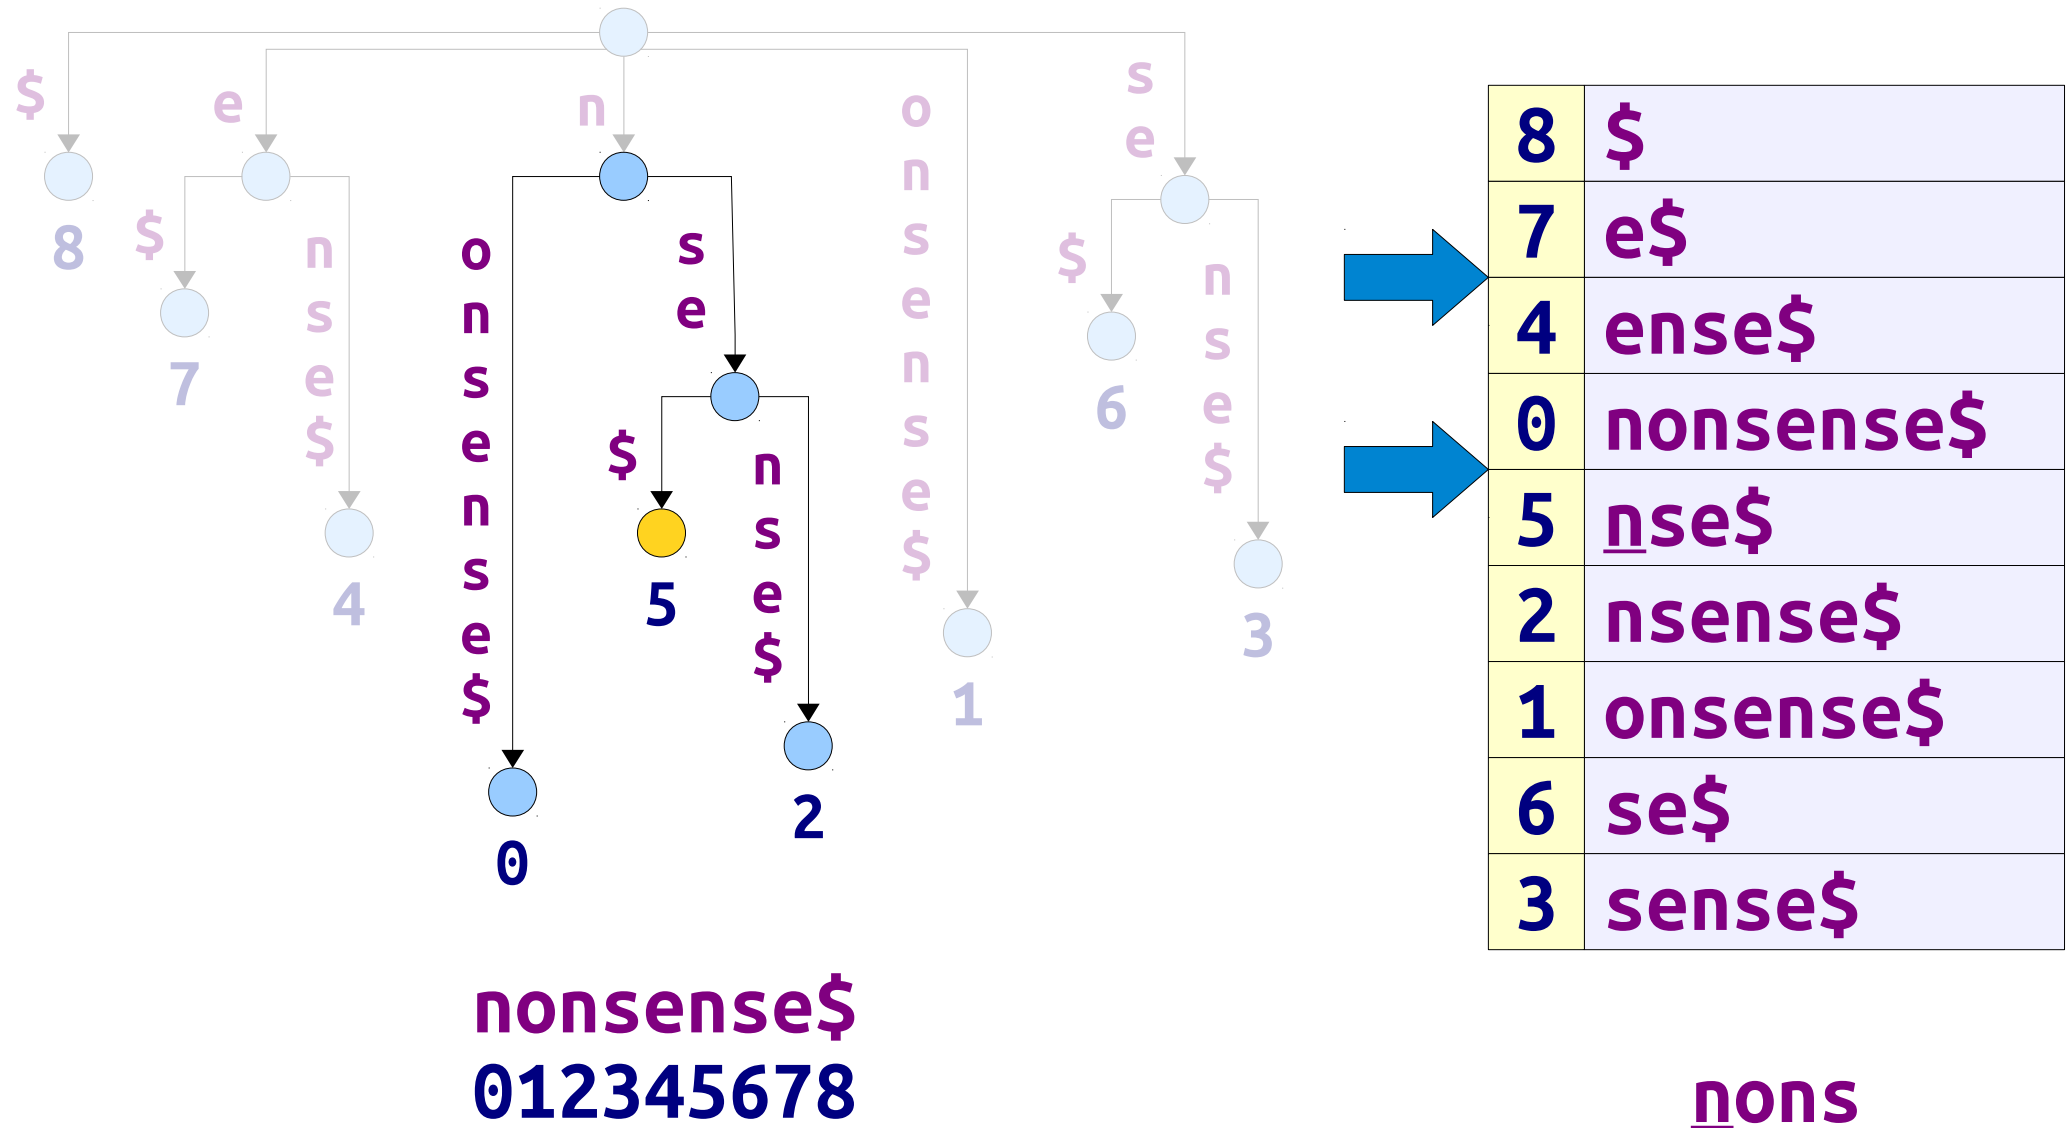 $
e
n
o
n
s
e
n
s
e
$
s
e
8
$
n
s
e
$
7
4
o
n
s
e
n
s
e
$
0
s
e
$
5
n
s
e
$
2
1
$
6
n
s
e
$
3
8 $
7 e$
4 ense$
0 nonsense$
5 nse$
2 nsense$
1 onsense$
6 se$
3 sense$
nonsense$
012345678
nons